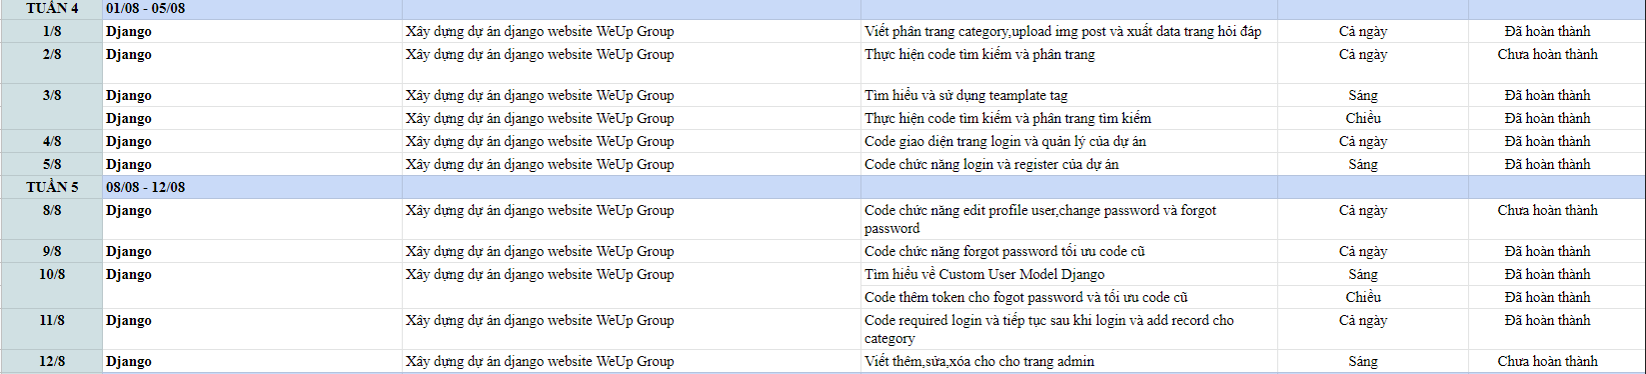 TUẦN 4 01/08 - 05/08
1/8 Django Xây dựng dự án django website WeUp Group Viết phân trang category,upload img post và xuất data trang hỏi đáp Cả ngày Đã hoàn thành
2/8 Django Xây dựng dự án django website WeUp Group Thực hiện code tìm kiếm và phân trang Cả ngày Chưa hoàn thành
3/8 Django Xây dựng dự án django website WeUp Group Tìm hiểu và sử dụng teamplate tag Sáng Đã hoàn thành
Django Xây dựng dự án django website WeUp Group Thực hiện code tìm kiếm và phân trang tìm kiếm Chiều Đã hoàn thành
4/8 Django Xây dựng dự án django website WeUp Group Code giao diện trang login và quản lý của dự án Cả ngày Đã hoàn thành
5/8 Django Xây dựng dự án django website WeUp Group Code chức năng login và register của dự án Sáng Đã hoàn thành
TUẦN 5 08/08 - 12/08
8/8 Django Xây dựng dự án django website WeUp Group Code chức năng edit profile user,change password và forgot Cả ngày Chưa hoàn thành
password
9/8 Django Xây dựng dự án django website WeUp Group Code chức năng forgot password tối ưu code cũ Cả ngày Đã hoàn thành
10/8 Django Xây dựng dự án django website WeUp Group Tìm hiểu về Custom User Model Django Sáng Đã hoàn thành
Code thêm token cho fogot password và tối ưu code cũ Chiều Đã hoàn thành
11/8 Django Xây dựng dự án django website WeUp Group Code required login và tiếp tục sau khi login và add record cho Cả ngày Đã hoàn thành
category
12/8 Django Xây dựng dự án django website WeUp Group Viết thêm,sửa,xóa cho cho trang admin Sáng Chưa hoàn thành